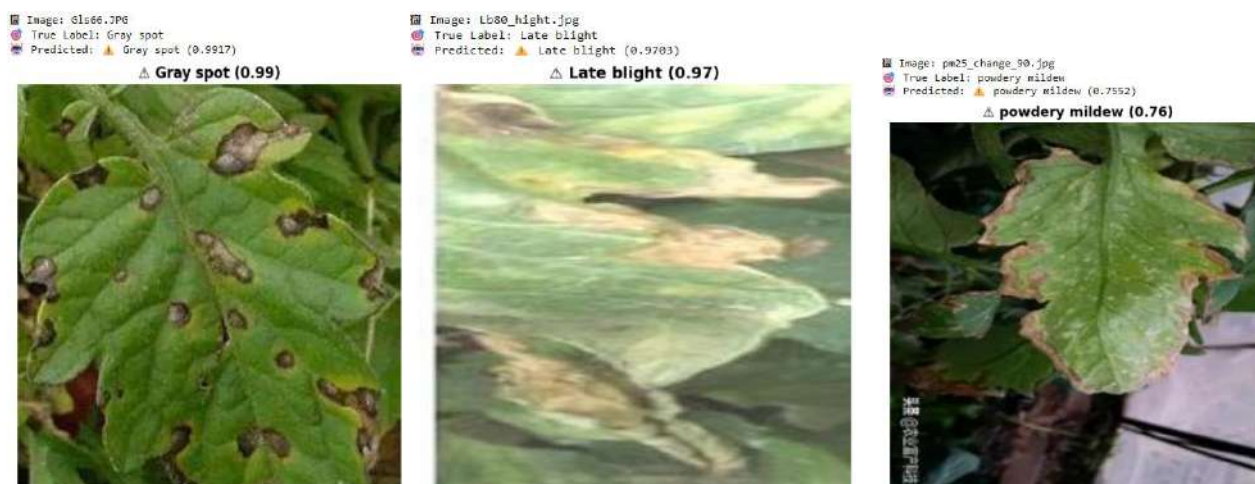 Image: Gls66.JPG
True Label: Gray spot
Predicted: ⚠ Gray spot (0.9917)
⚠ Gray spot (0.99)
Image: Lb80_hight.jpg
True Label: Late blight
Predicted: ⚠ Late blight (0.9703)
⚠ Late blight (0.97)
Image: pm25_change_90.jpg
True Label: powdery mildew
Predicted: ⚠ powdery mildew (0.7552)
⚠ powdery mildew (0.76)